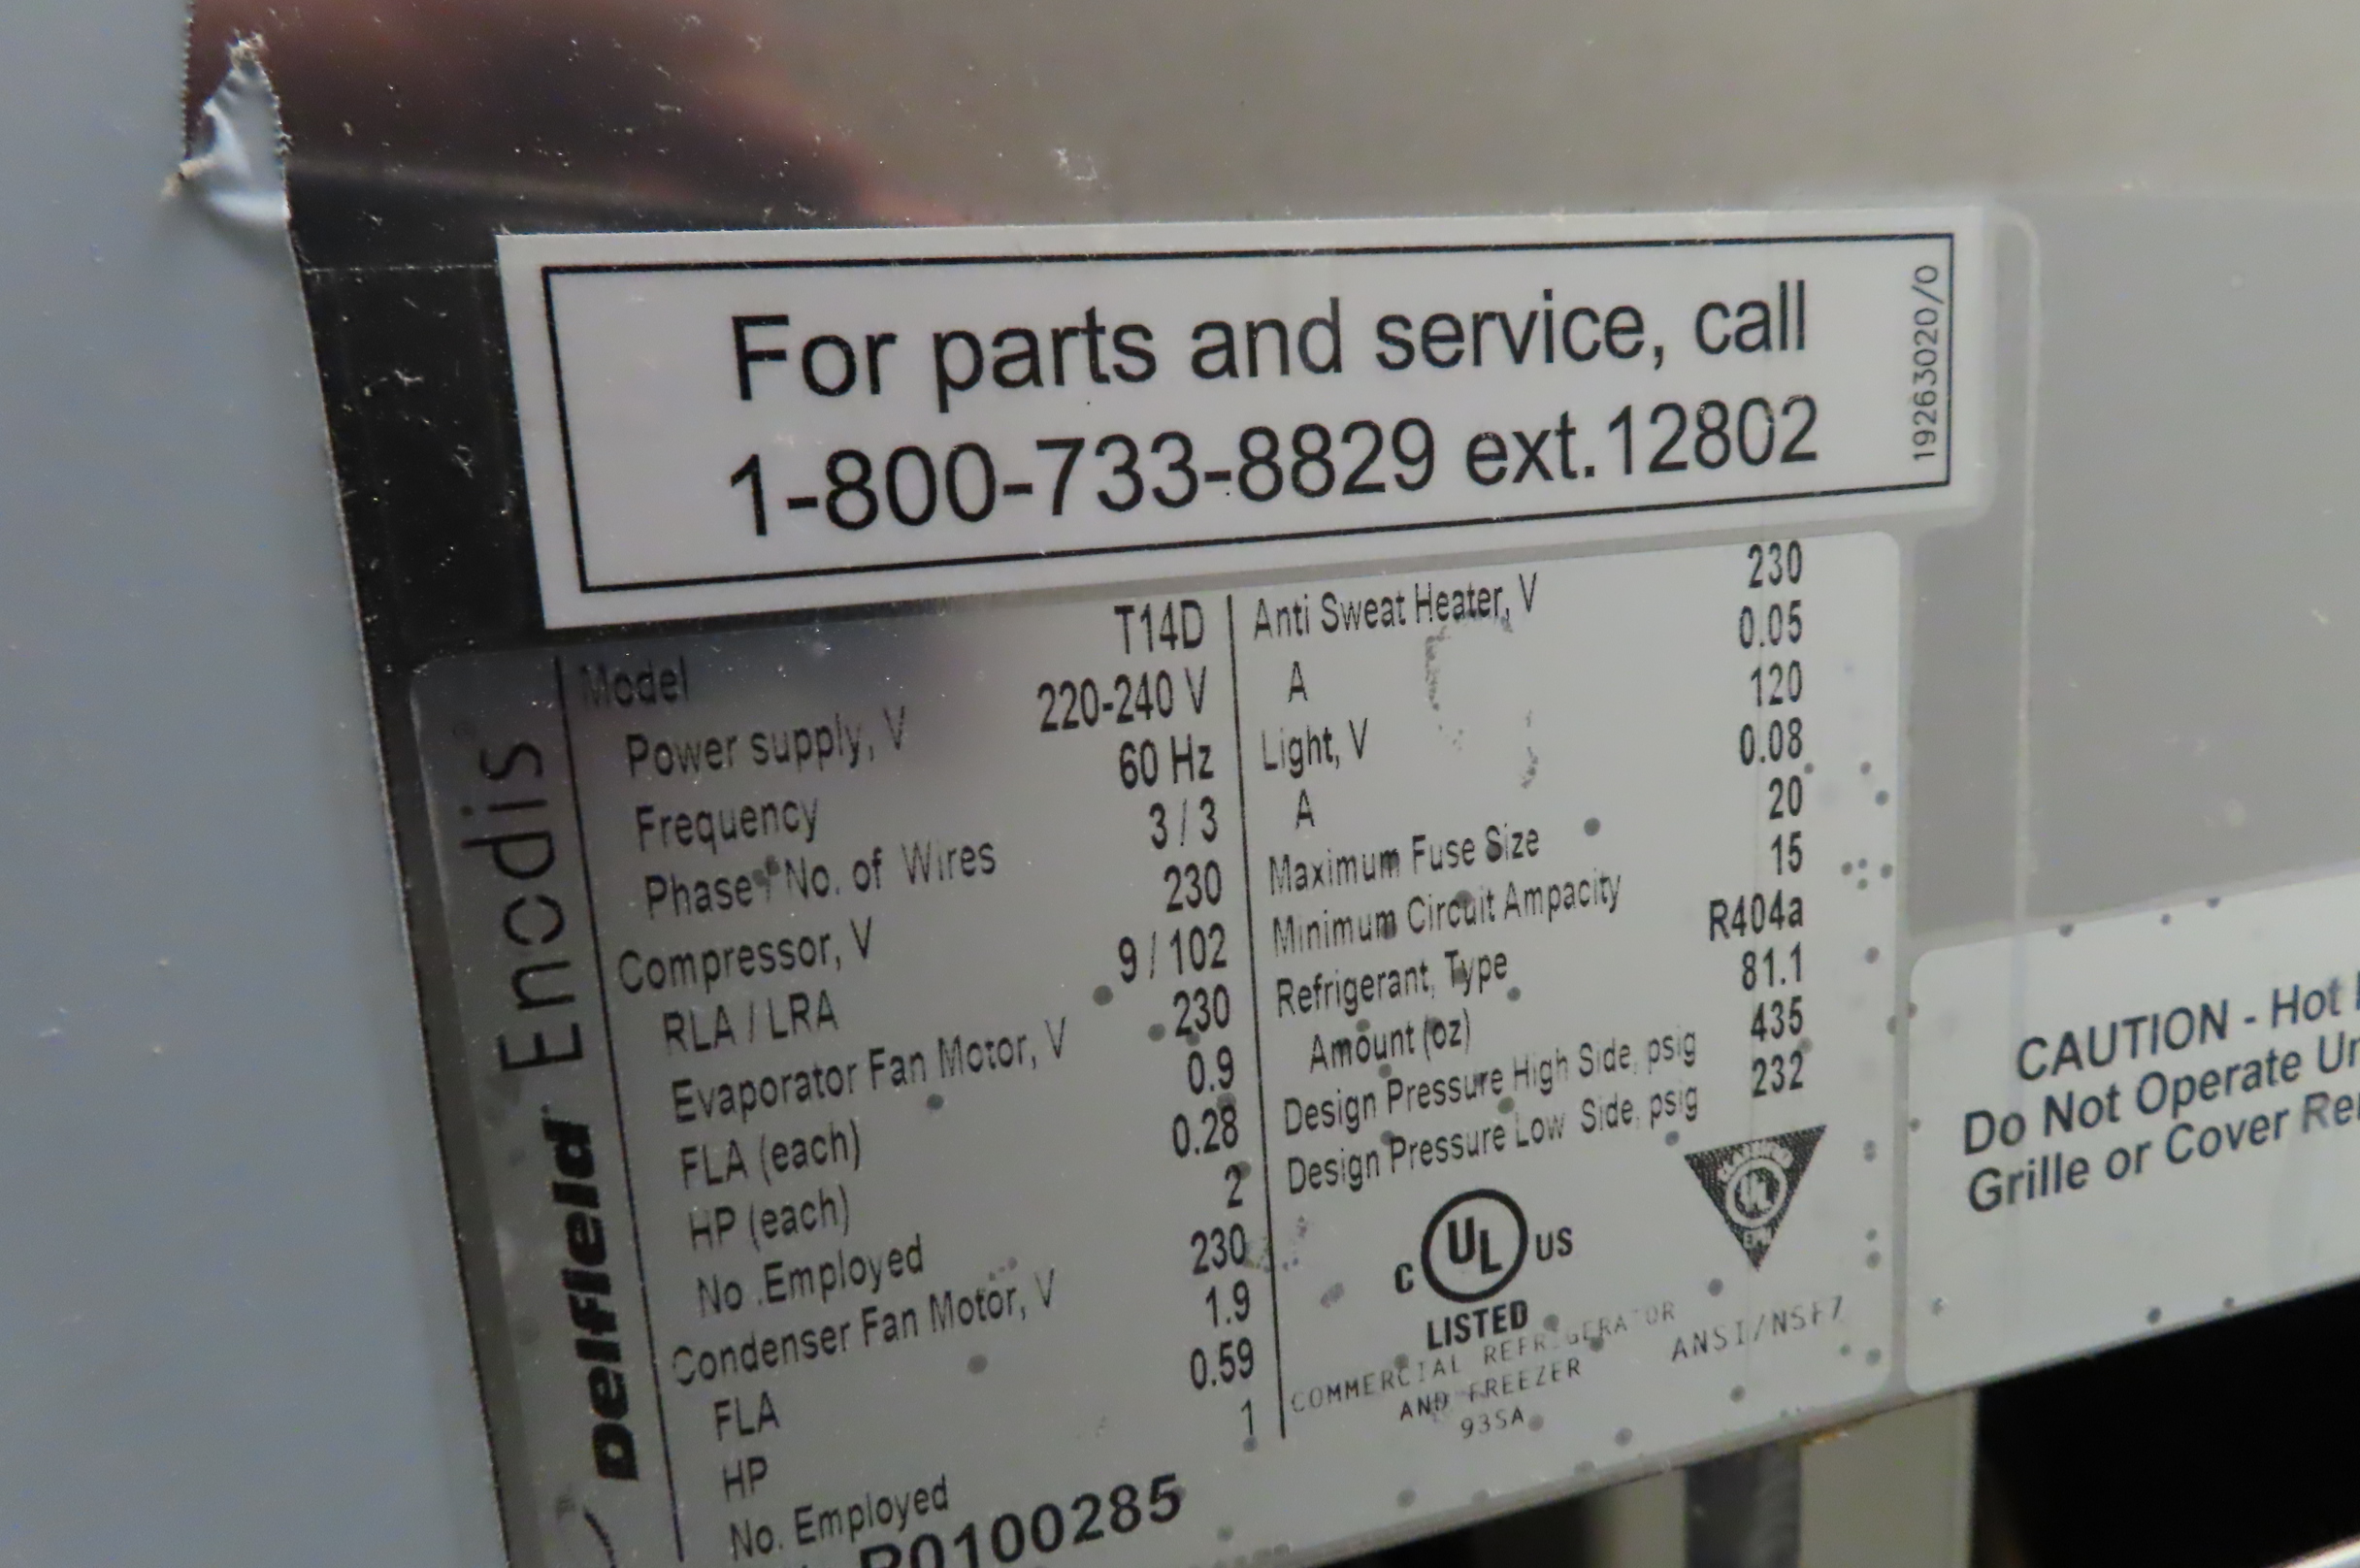 For parts and service, call
1-800-733-8829 ext.12802
19263020/0
Delfield Enodis
Model T14D
Power supply, V 220-240 V
Frequency 60 Hz
Phase / No. of Wires 3 / 3
Compressor, V 230
RLA / LRA 9 / 102
Evaporator Fan Motor, V 230
FLA (each) 0.9
HP (each) 0.28
No .Employed 2
Condenser Fan Motor, V 230
FLA 1.9
HP 0.59
No. Employed 1
Anti Sweat Heater, V 230
A 0.05
Light, V 120
A 0.08
Maximum Fuse Size 20
Minimum Circuit Ampacity 15
Refrigerant, Type R404a
Amount (oz) 81.1
Design Pressure High Side, psig 435
Design Pressure Low Side, psig 232
C UL US
LISTED
COMMERCIAL REFRIGERATOR
AND FREEZER
93SA
ANSI/NSF7
UL
0100285
CAUTION - Hot
Do Not Operate
Grille or Cover